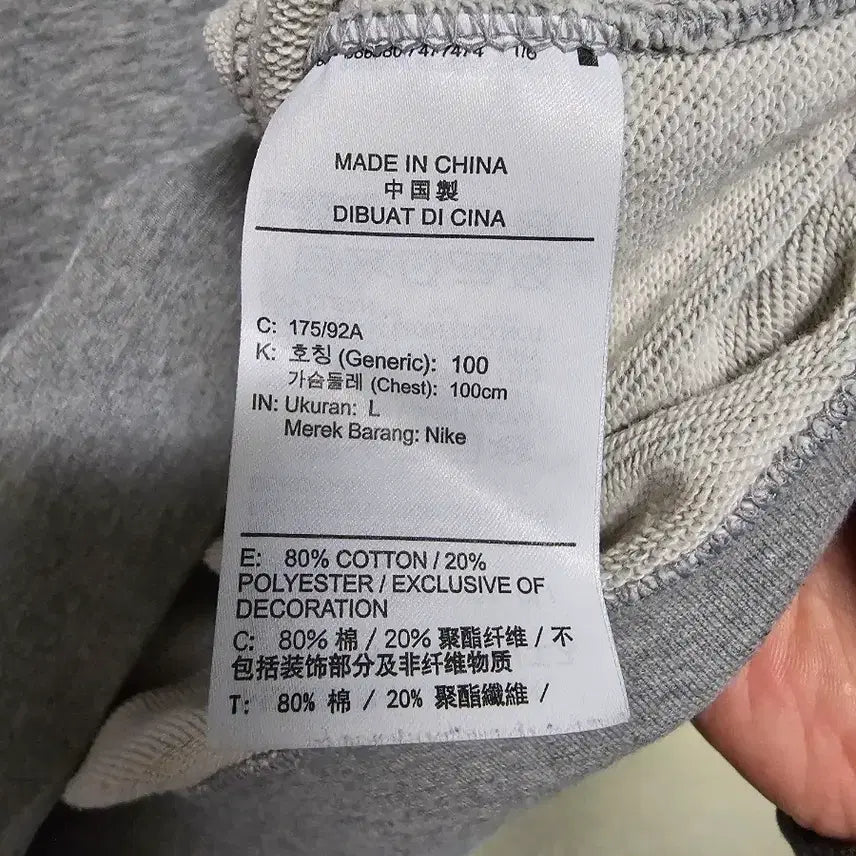 1/6
MADE IN CHINA
中国製
DIBUAT DI CINA
C: 175/92A
K: 호칭 (Generic): 100
가슴둘레 (Chest): 100cm
IN: Ukuran: L
Merek Barang: Nike
E: 80% COTTON / 20%
POLYESTER / EXCLUSIVE OF
DECORATION
C: 80% 棉 / 20% 聚酯纤维 / 不
包括装饰部分及非纤维物质
T: 80% 棉 / 20% 聚酯纖維 /